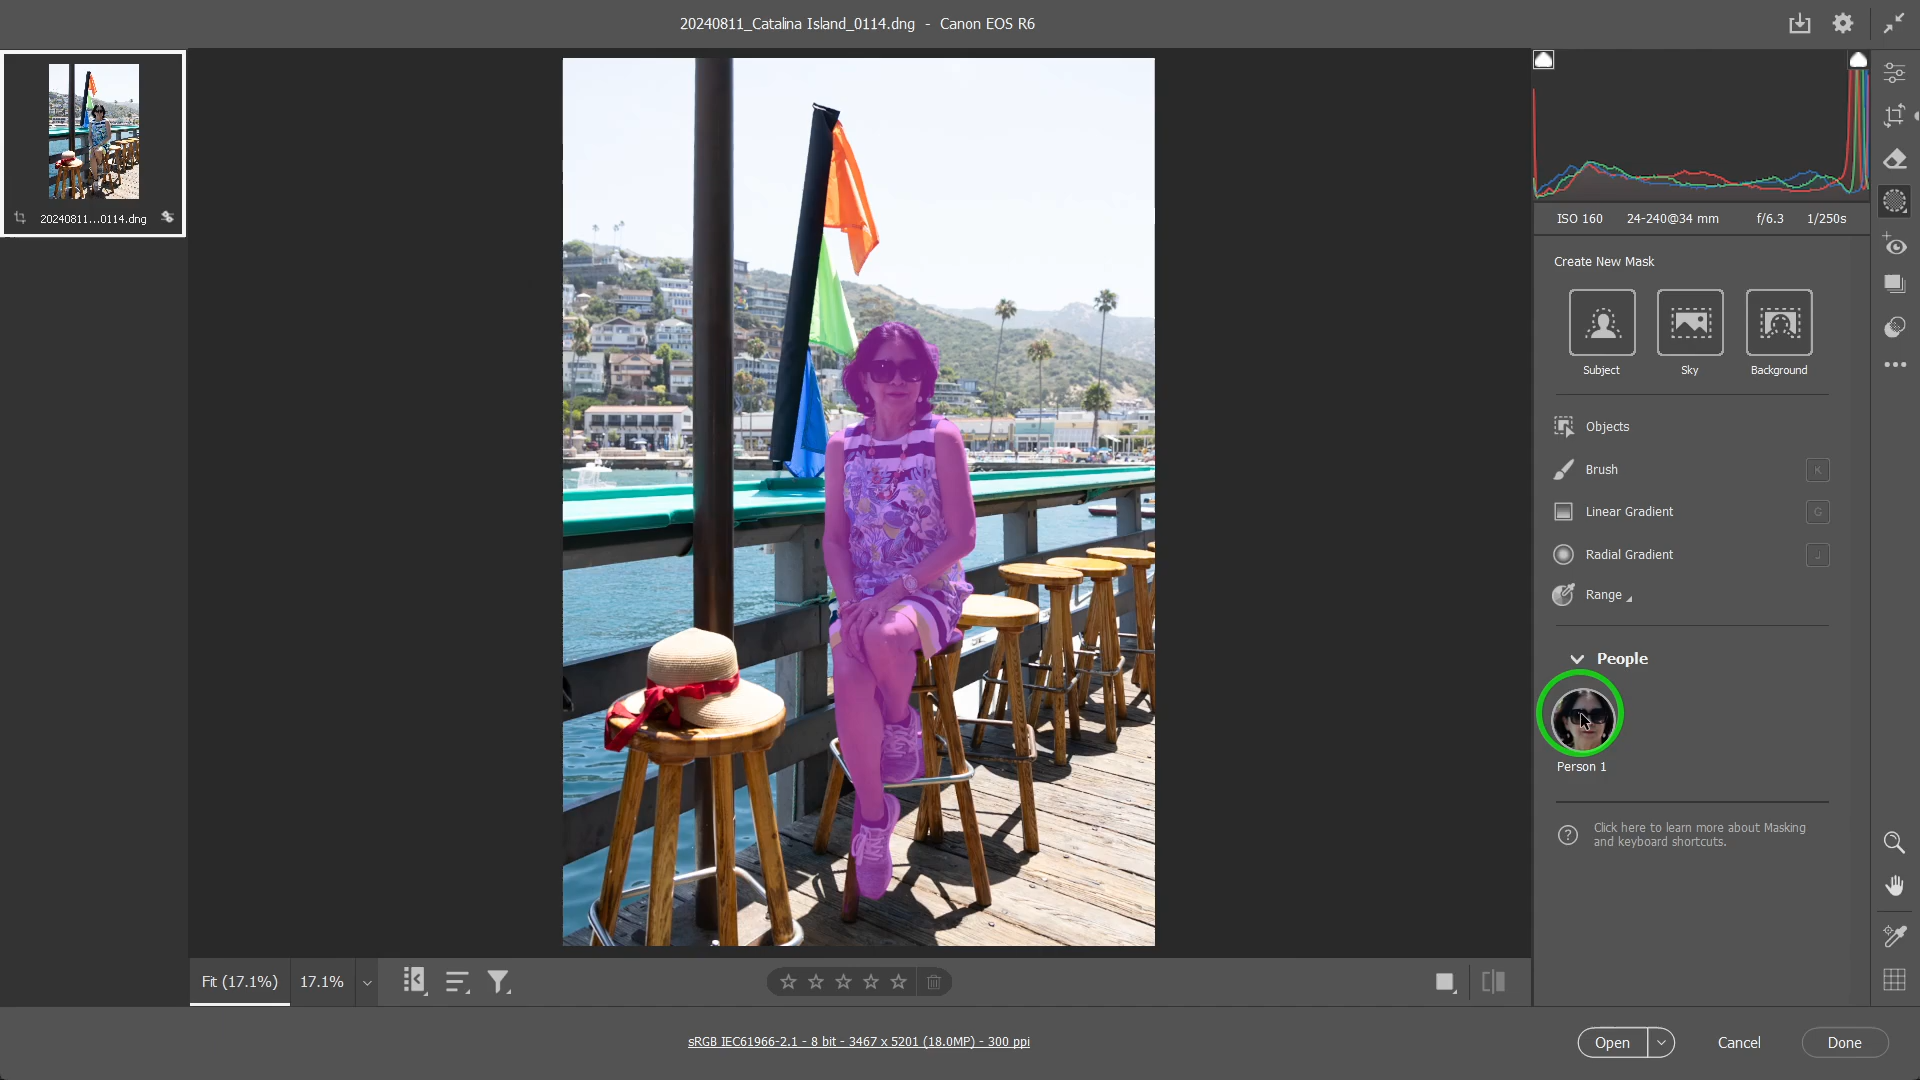 20240811_Catalina Island_0114.dng - Canon EOS R6
20240811...0114.dng
ISO 160 24-240@34 mm f/6.3 1/250s
Create New Mask
Subject Sky Background
Objects
Brush K
Linear Gradient G
Radial Gradient J
Range
People
Person 1
Click here to learn more about Masking
and keyboard shortcuts.
Fit (17.1%) 17.1%
sRGB IEC61966-2.1 - 8 bit - 3467 x 5201 (18.0MP) - 300 ppi
Open Cancel Done